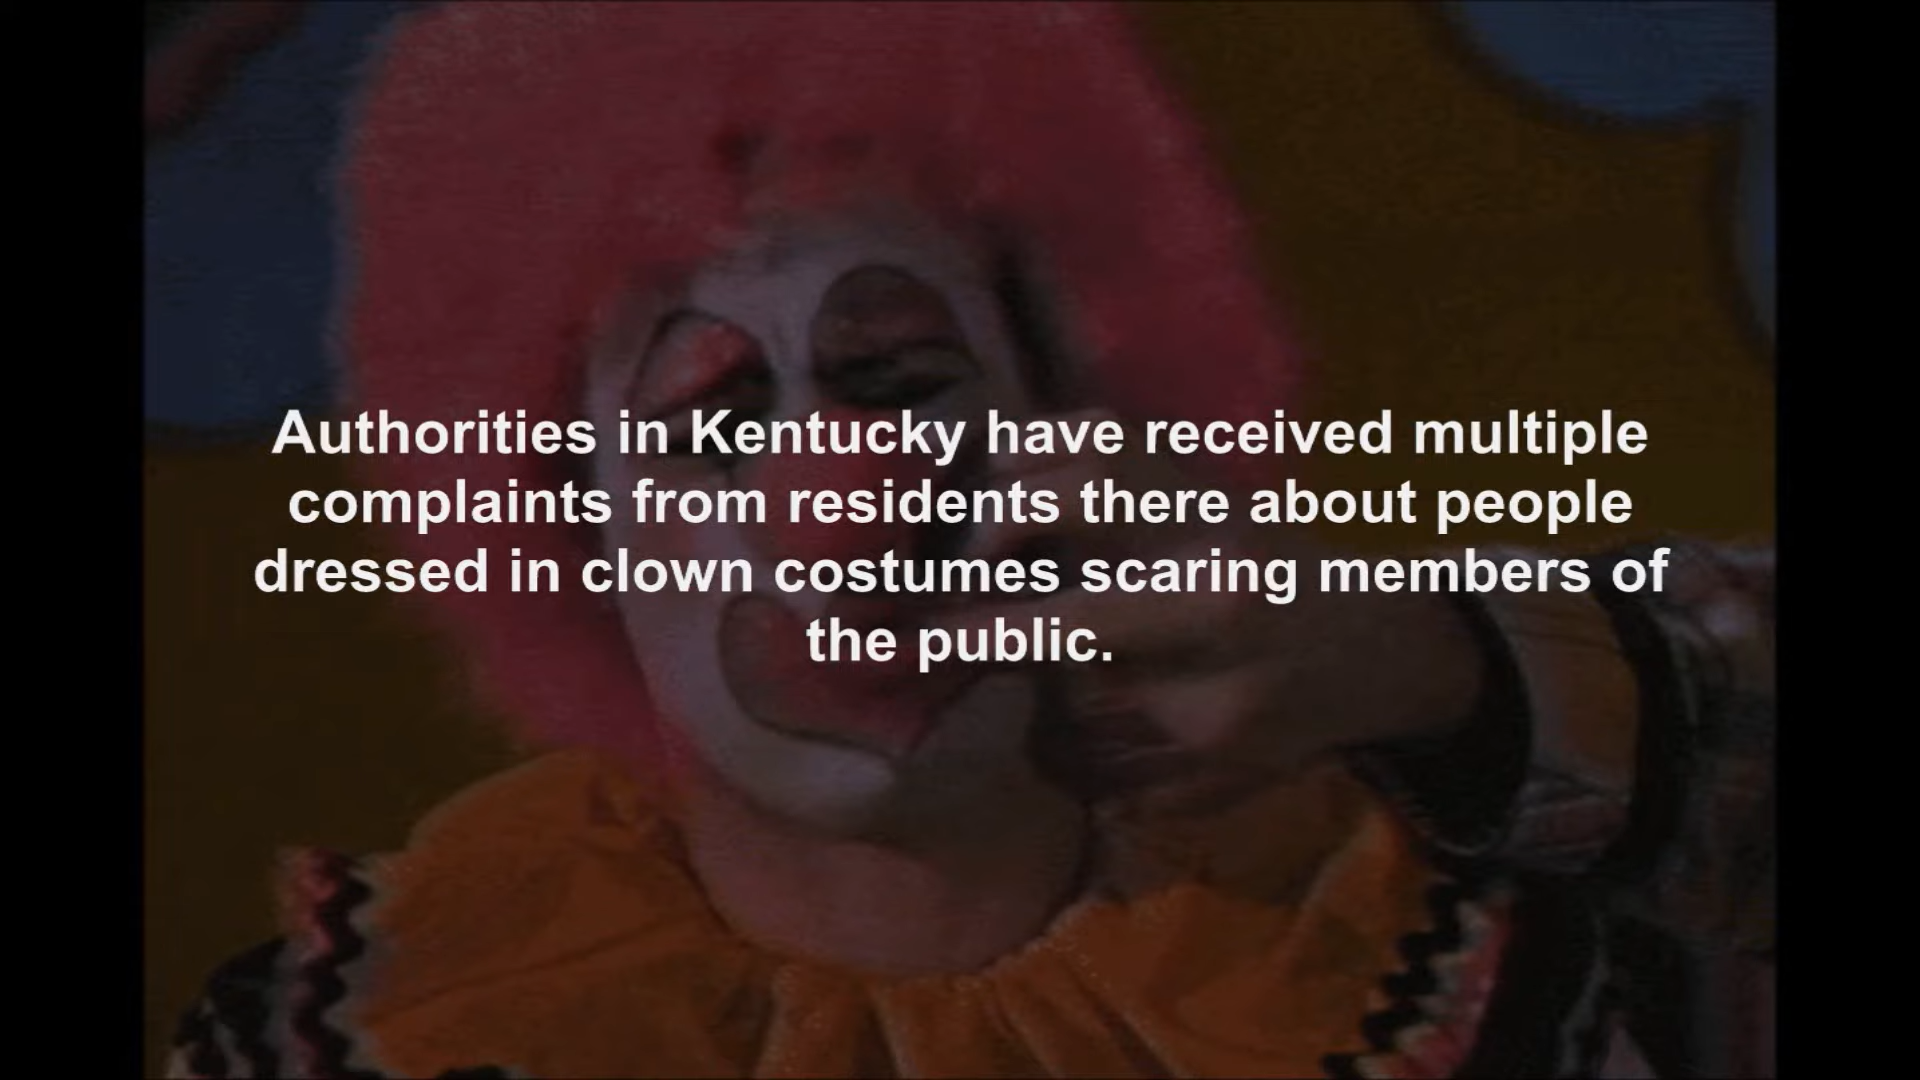 Authorities in Kentucky have received multiple
complaints from residents there about people
dressed in clown costumes scaring members of
the public.